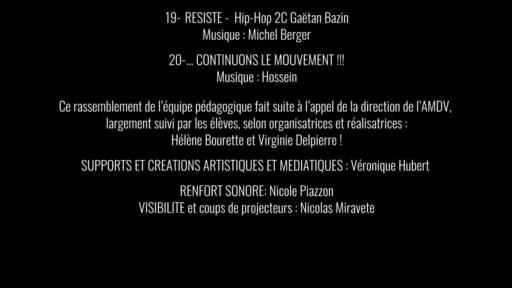 19- RESISTE - Hip-Hop 2C Gaëtan Bazin
Musique : Michel Berger
20-... CONTINUONS LE MOUVEMENT !!!
Musique : Hossein
Ce rassemblement de l'équipe pédagogique fait suite à l'appel de la direction de l'AMDV,
largement suivi par les élèves, selon organisatrices et réalisatrices :
Hélène Bourette et Virginie Delpierre !
SUPPORTS ET CREATIONS ARTISTIQUES ET MEDIATIQUES : Véronique Hubert
RENFORT SONORE: Nicole Piazzon
VISIBILITE et coups de projecteurs : Nicolas Miravete